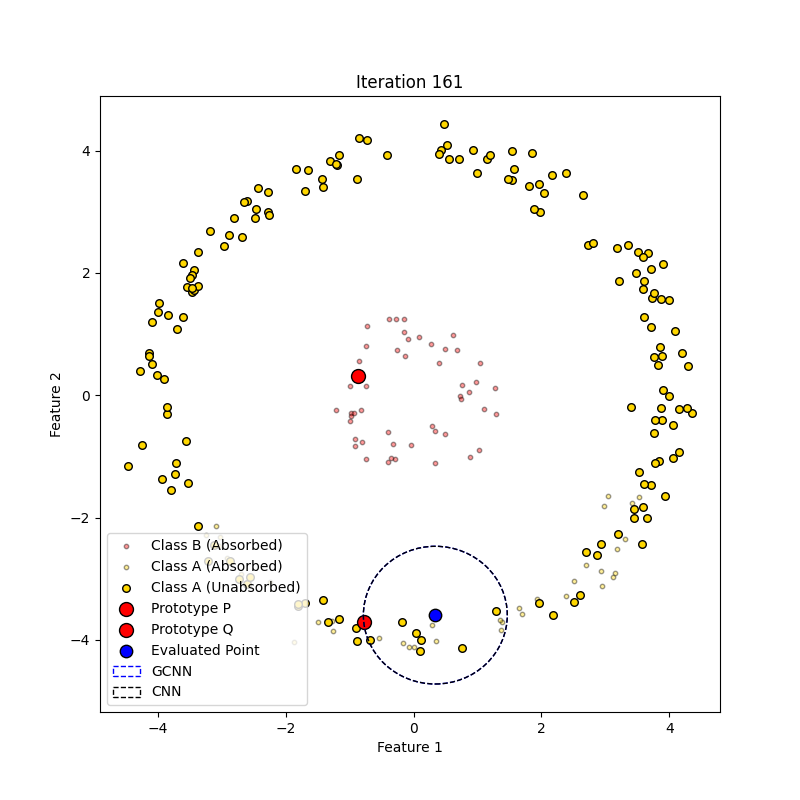 Iteration 161
4
2
0
−2
−4
Feature 2
Class B (Absorbed)
Class A (Absorbed)
Class A (Unabsorbed)
Prototype P
Prototype Q
Evaluated Point
GCNN
CNN
−4
−2
0
2
4
Feature 1